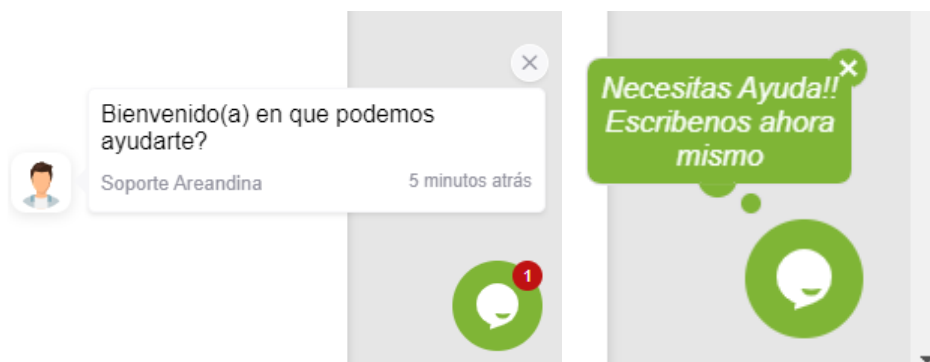 Bienvenido(a) en que podemos
ayudarte?
Soporte Areandina
5 minutos atrás
1
Necesitas Ayuda!!
Escribenos ahora
mismo